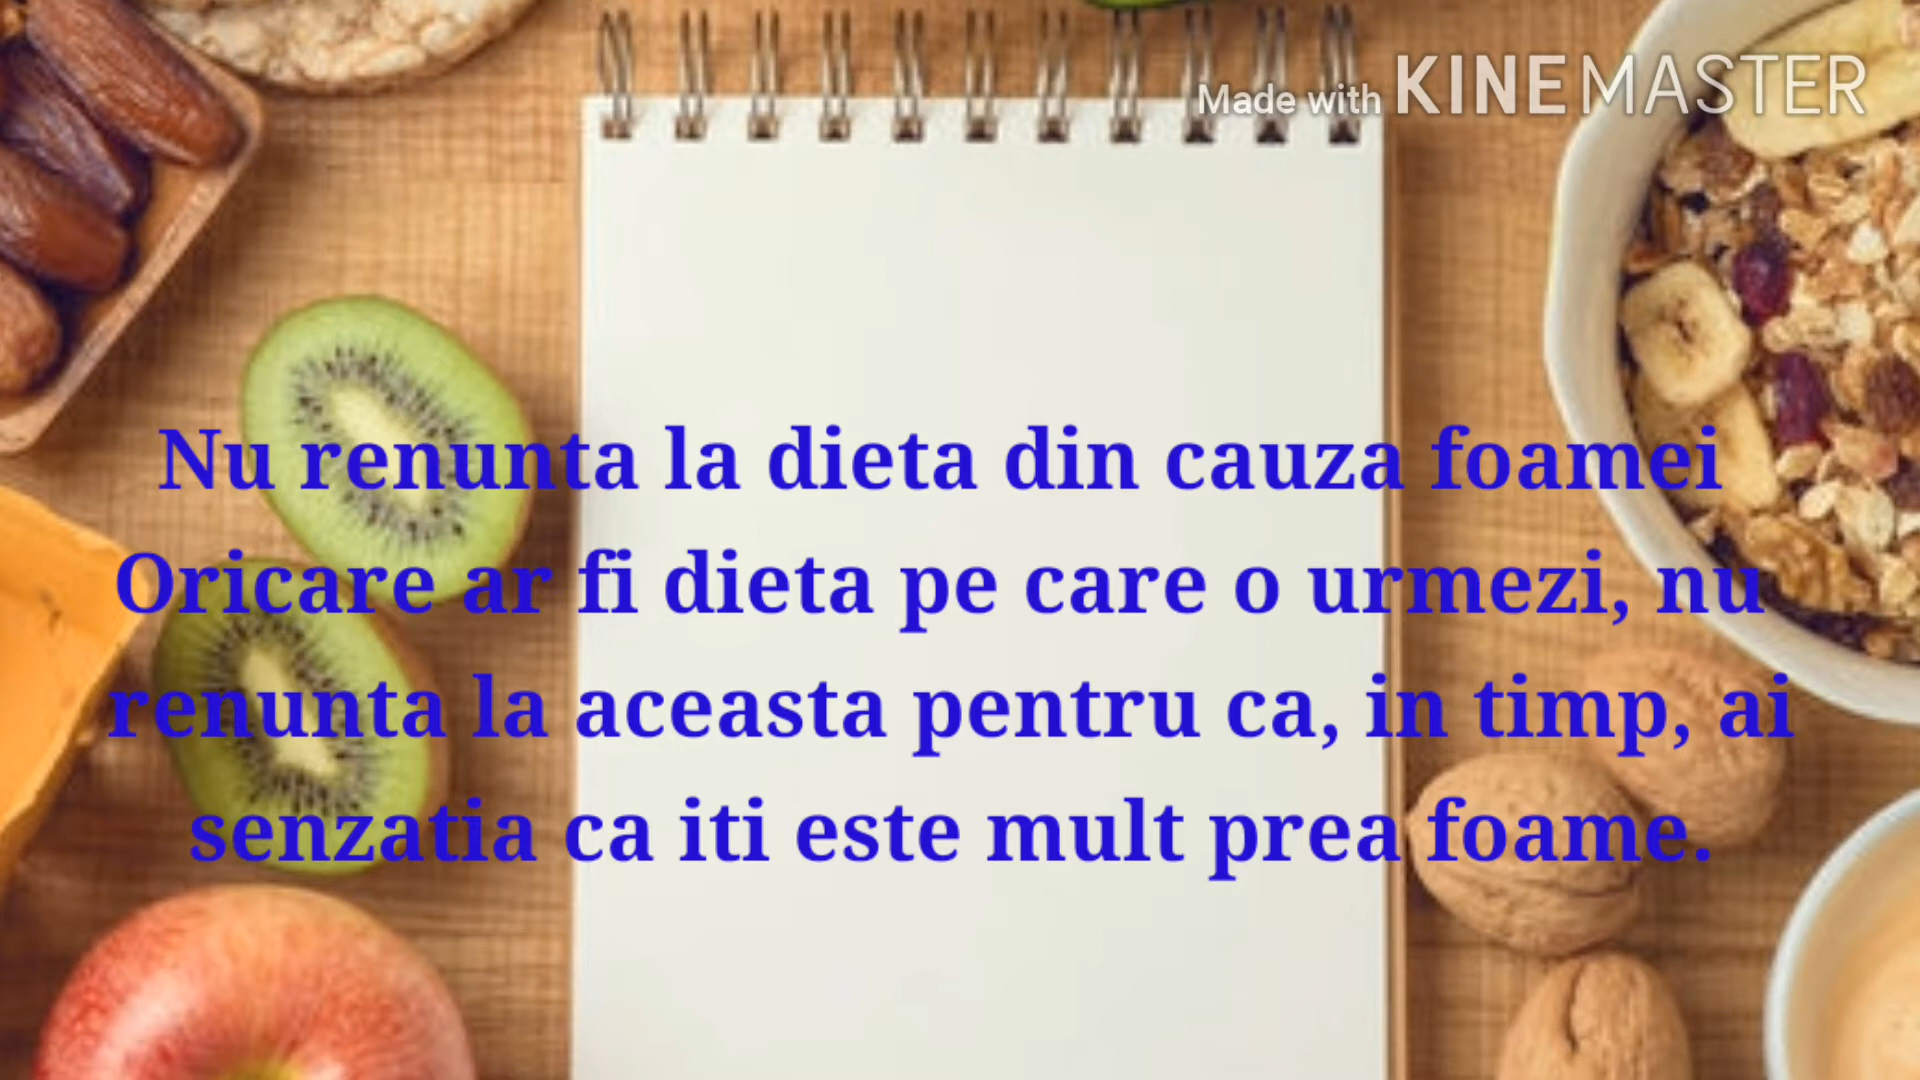 Made with KINEMASTER
Nu renunta la dieta din cauza foamei
Oricare ar fi dieta pe care o urmezi, nu
renunta la aceasta pentru ca, in timp, ai
senzatia ca iti este mult prea foame.